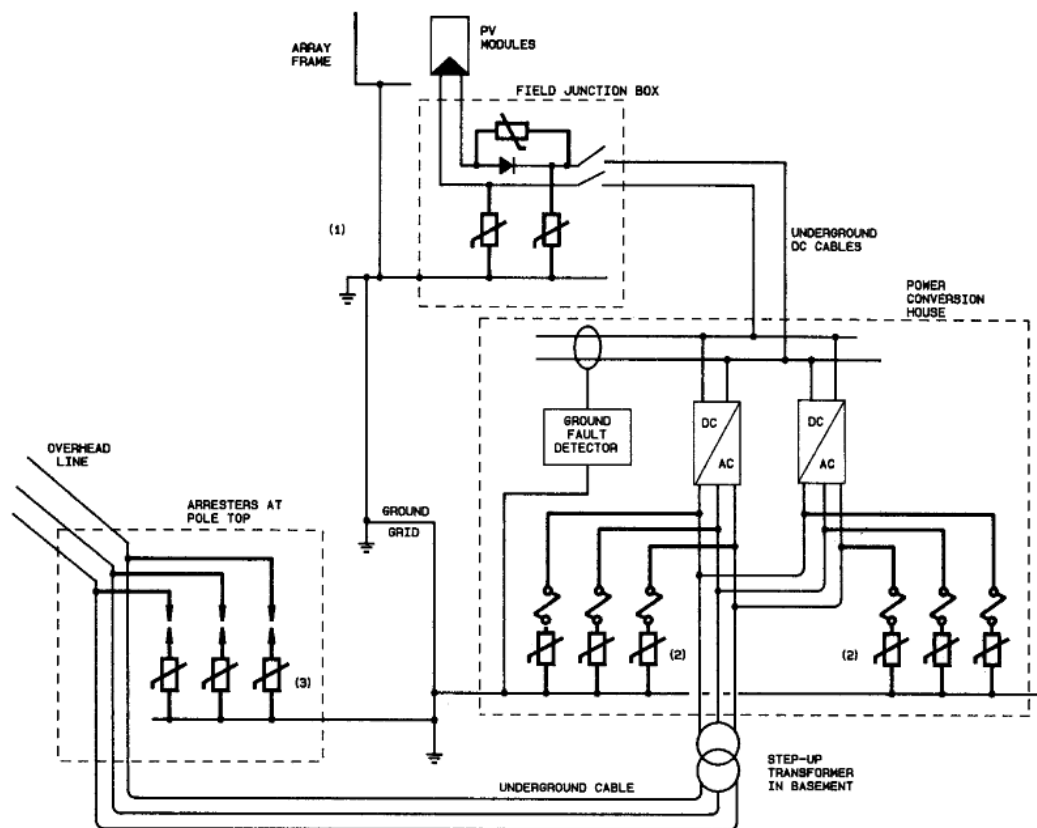 ARRAY
FRAME
PV
MODULES
FIELD JUNCTION BOX
(1)
UNDERGROUND
DC CABLES
POWER
CONVERSION
HOUSE
GROUND
FAULT
DETECTOR
DC
AC
DC
AC
OVERHEAD
LINE
ARRESTERS AT
POLE TOP
GROUND
GRID
(2)
(2)
(3)
STEP-UP
TRANSFORMER
IN BASEMENT
UNDERGROUND CABLE